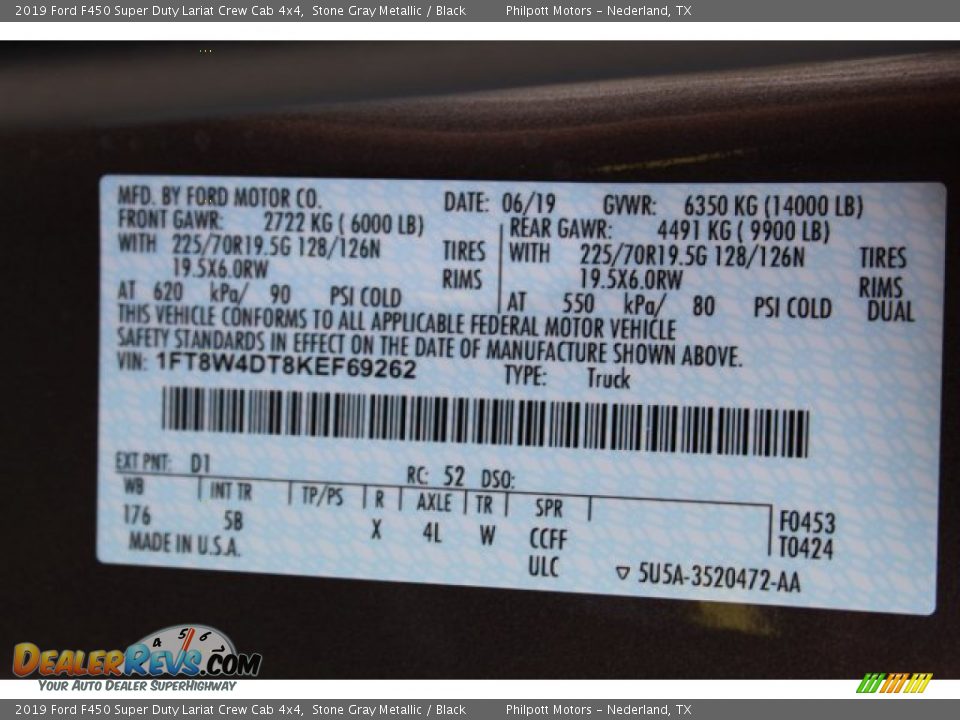 2019 Ford F450 Super Duty Lariat Crew Cab 4x4, Stone Gray Metallic / Black Philpott Motors – Nederland, TX
MFD. BY FORD MOTOR CO. DATE: 06/19 GVWR: 6350 KG (14000 LB)
FRONT GAWR: 2722 KG ( 6000 LB) REAR GAWR: 4491 KG ( 9900 LB)
WITH 225/70R19.5G 128/126N TIRES WITH 225/70R19.5G 128/126N TIRES
19.5X6.0RW RIMS 19.5X6.0RW RIMS
AT 620 kPa/ 90 PSI COLD AT 550 kPa/ 80 PSI COLD DUAL
THIS VEHICLE CONFORMS TO ALL APPLICABLE FEDERAL MOTOR VEHICLE
SAFETY STANDARDS IN EFFECT ON THE DATE OF MANUFACTURE SHOWN ABOVE.
VIN: 1FT8W4DT8KEF69262 TYPE: Truck
EXT PNT: D1 RC: 52 DSO:
WB INT TR TP/PS R AXLE TR SPR
176 5B X 4L W CCFF F0453
MADE IN U.S.A. ULC T0424
▽ 5U5A-3520472-AA
4 5 6
DEALERREVS.COM
YOUR AUTO DEALER SUPERHIGHWAY
2019 Ford F450 Super Duty Lariat Crew Cab 4x4, Stone Gray Metallic / Black Philpott Motors – Nederland, TX